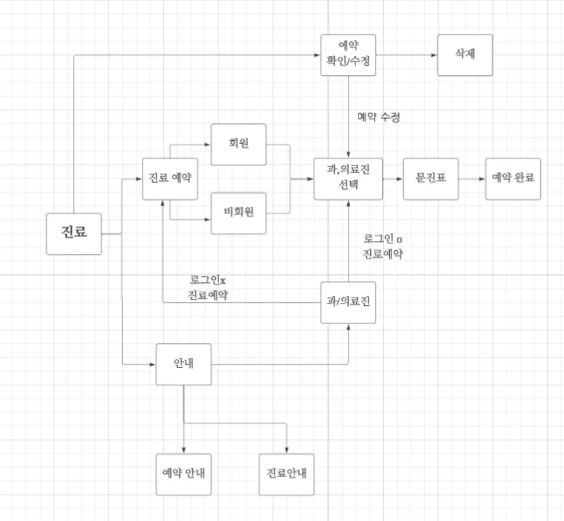 예약
확인/수정
삭제
예약 수정
회원
진료 예약
과,의료진
선택
문진표
예약 완료
비회원
진료
로그인 o
진료예약
로그인x
진료예약
과/의료진
안내
예약 안내
진료안내